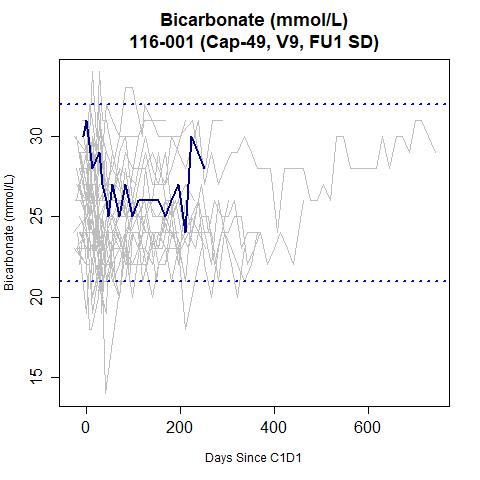 Bicarbonate (mmol/L)
116-001 (Cap-49, V9, FU1 SD)
Bicarbonate (mmol/L)
30
25
20
15
0
200
400
600
Days Since C1D1